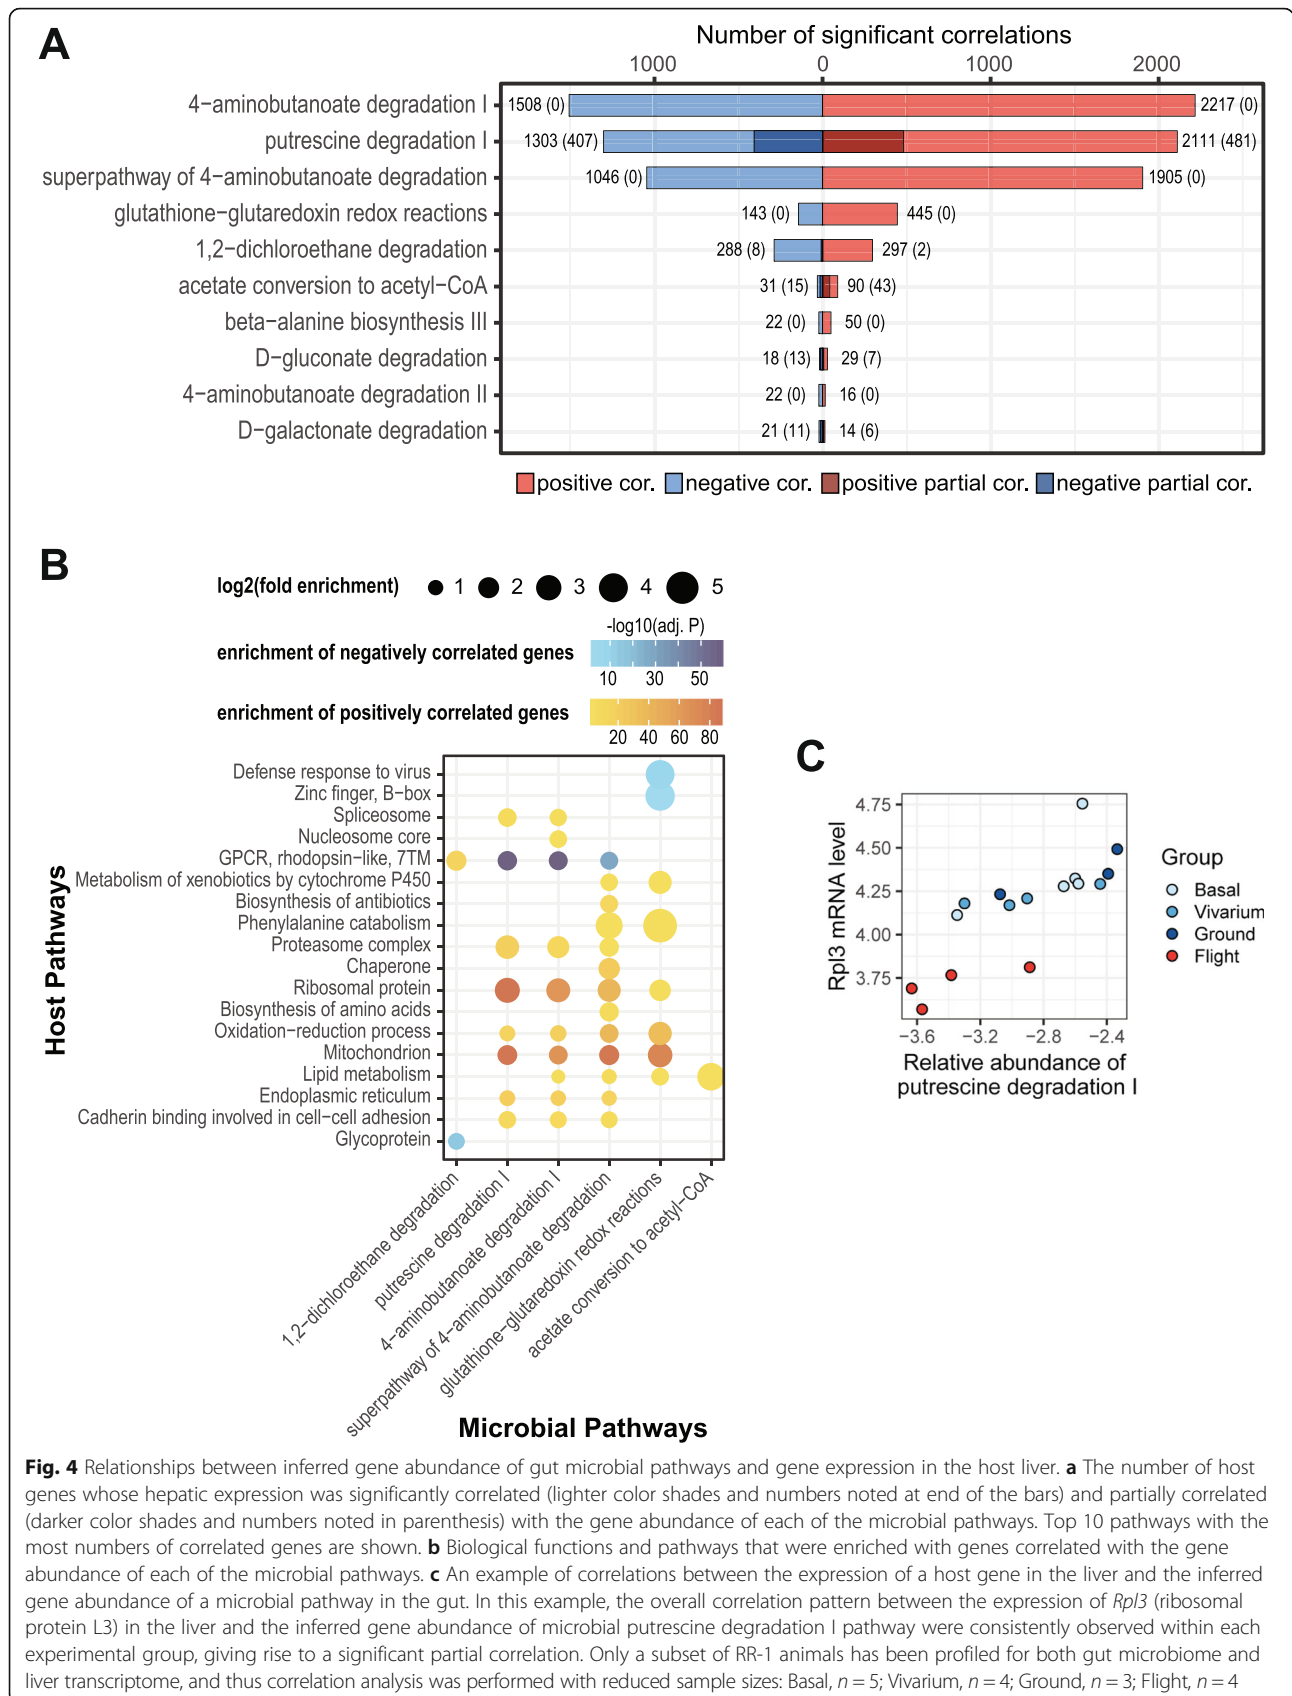 A
Number of significant correlations
1000 0 1000 2000
4−aminobutanoate degradation I 1508 (0) 2217 (0)
putrescine degradation I 1303 (407) 2111 (481)
superpathway of 4−aminobutanoate degradation 1046 (0) 1905 (0)
glutathione−glutaredoxin redox reactions 143 (0) 445 (0)
1,2−dichloroethane degradation 288 (8) 297 (2)
acetate conversion to acetyl−CoA 31 (15) 90 (43)
beta−alanine biosynthesis III 22 (0) 50 (0)
D−gluconate degradation 18 (13) 29 (7)
4−aminobutanoate degradation II 22 (0) 16 (0)
D−galactonate degradation 21 (11) 14 (6)
positive cor. negative cor. positive partial cor. negative partial cor.
B
log2(fold enrichment) 1 2 3 4 5
-log10(adj. P)
enrichment of negatively correlated genes
10 30 50
enrichment of positively correlated genes
20 40 60 80
Host Pathways
Defense response to virus
Zinc finger, B−box
Spliceosome
Nucleosome core
GPCR, rhodopsin−like, 7TM
Metabolism of xenobiotics by cytochrome P450
Biosynthesis of antibiotics
Phenylalanine catabolism
Proteasome complex
Chaperone
Ribosomal protein
Biosynthesis of amino acids
Oxidation−reduction process
Mitochondrion
Lipid metabolism
Endoplasmic reticulum
Cadherin binding involved in cell−cell adhesion
Glycoprotein
1,2−dichloroethane degradation
putrescine degradation I
4−aminobutanoate degradation I
superpathway of 4−aminobutanoate degradation
glutathione−glutaredoxin redox reactions
acetate conversion to acetyl−CoA
Microbial Pathways
C
Rpl3 mRNA level
4.75
4.50
4.25
4.00
3.75
−3.6 −3.2 −2.8 −2.4
Relative abundance of
putrescine degradation I
Group
Basal
Vivarium
Ground
Flight
Fig. 4 Relationships between inferred gene abundance of gut microbial pathways and gene expression in the host liver. a The number of host
genes whose hepatic expression was significantly correlated (lighter color shades and numbers noted at end of the bars) and partially correlated
(darker color shades and numbers noted in parenthesis) with the gene abundance of each of the microbial pathways. Top 10 pathways with the
most numbers of correlated genes are shown. b Biological functions and pathways that were enriched with genes correlated with the gene
abundance of each of the microbial pathways. c An example of correlations between the expression of a host gene in the liver and the inferred
gene abundance of a microbial pathway in the gut. In this example, the overall correlation pattern between the expression of Rpl3 (ribosomal
protein L3) in the liver and the inferred gene abundance of microbial putrescine degradation I pathway were consistently observed within each
experimental group, giving rise to a significant partial correlation. Only a subset of RR-1 animals has been profiled for both gut microbiome and
liver transcriptome, and thus correlation analysis was performed with reduced sample sizes: Basal, n = 5; Vivarium, n = 4; Ground, n = 3; Flight, n = 4